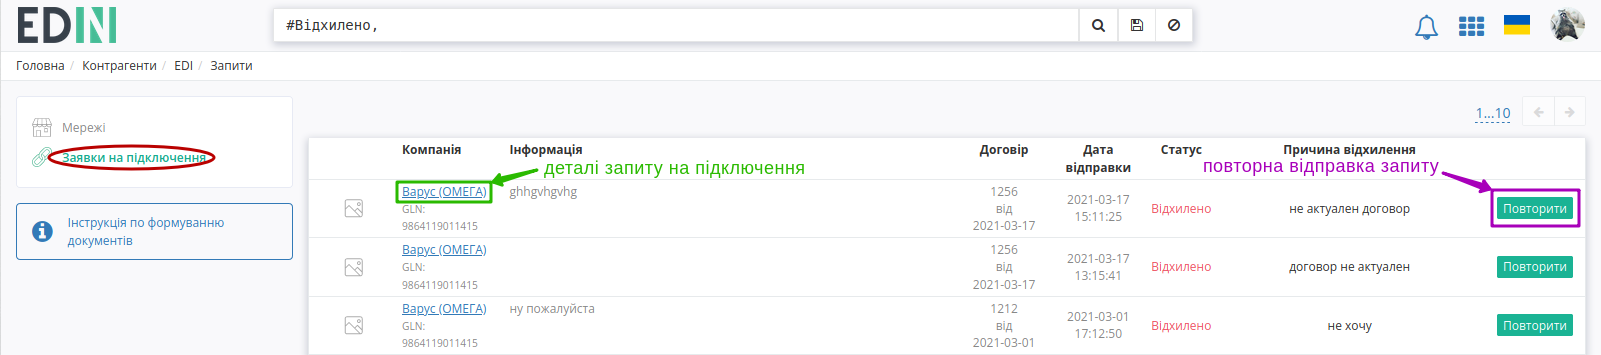 EDIN
#Відхилено,
Головна / Контрагенти / EDI / Запити
Мережі
Заявки на підключення
Інструкція по формуванню
документів
1...10
Компанія Інформація Договір Дата відправки Статус Причина відхилення
деталі запиту на підключення
повторна відправка запиту
Варус (ОМЕГА)
GLN:
9864119011415
ghhgvhgvhg
1256
від
2021-03-17
2021-03-17
15:11:25
Відхилено
не актуален договор
Повторити
Варус (ОМЕГА)
GLN:
9864119011415
1256
від
2021-03-17
2021-03-17
13:15:41
Відхилено
договор не актуален
Повторити
Варус (ОМЕГА)
GLN:
9864119011415
ну пожалуйста
1212
від
2021-03-01
2021-03-01
17:12:50
Відхилено
не хочу
Повторити